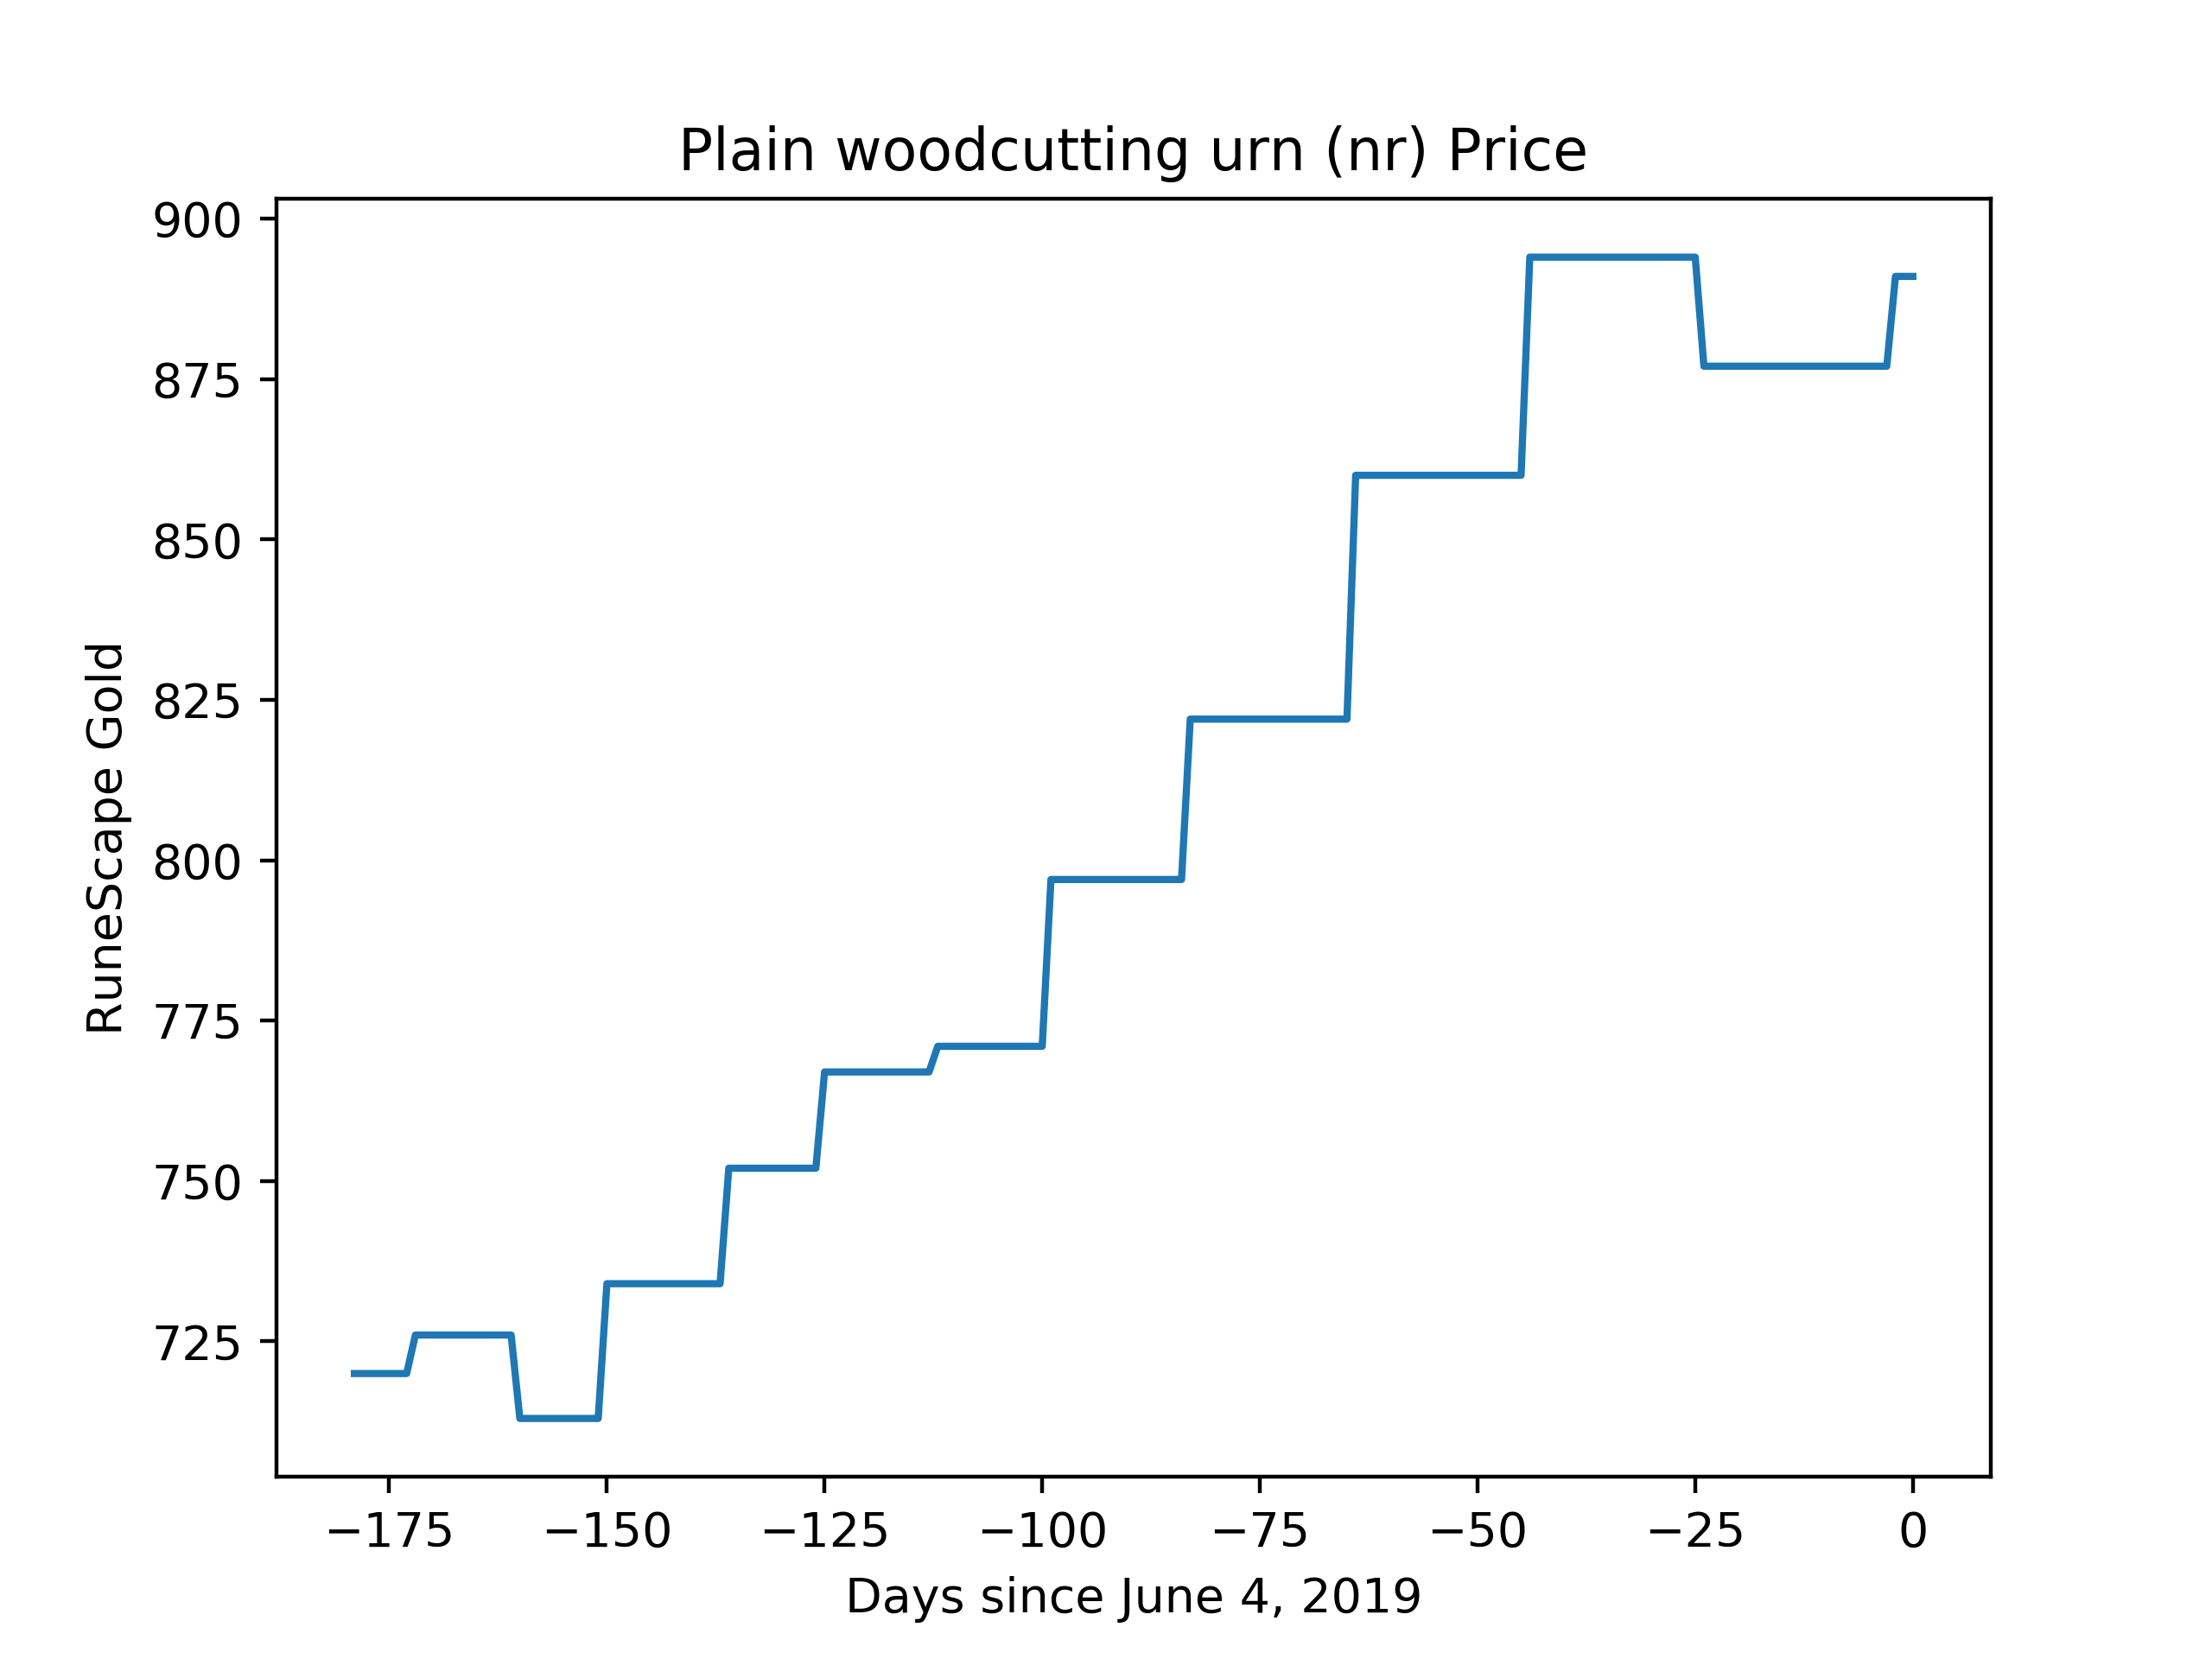 Plain woodcutting urn (nr) Price
900
875
850
825
800
775
750
725
RuneScape Gold
−175 −150 −125 −100 −75 −50 −25 0
Days since June 4, 2019